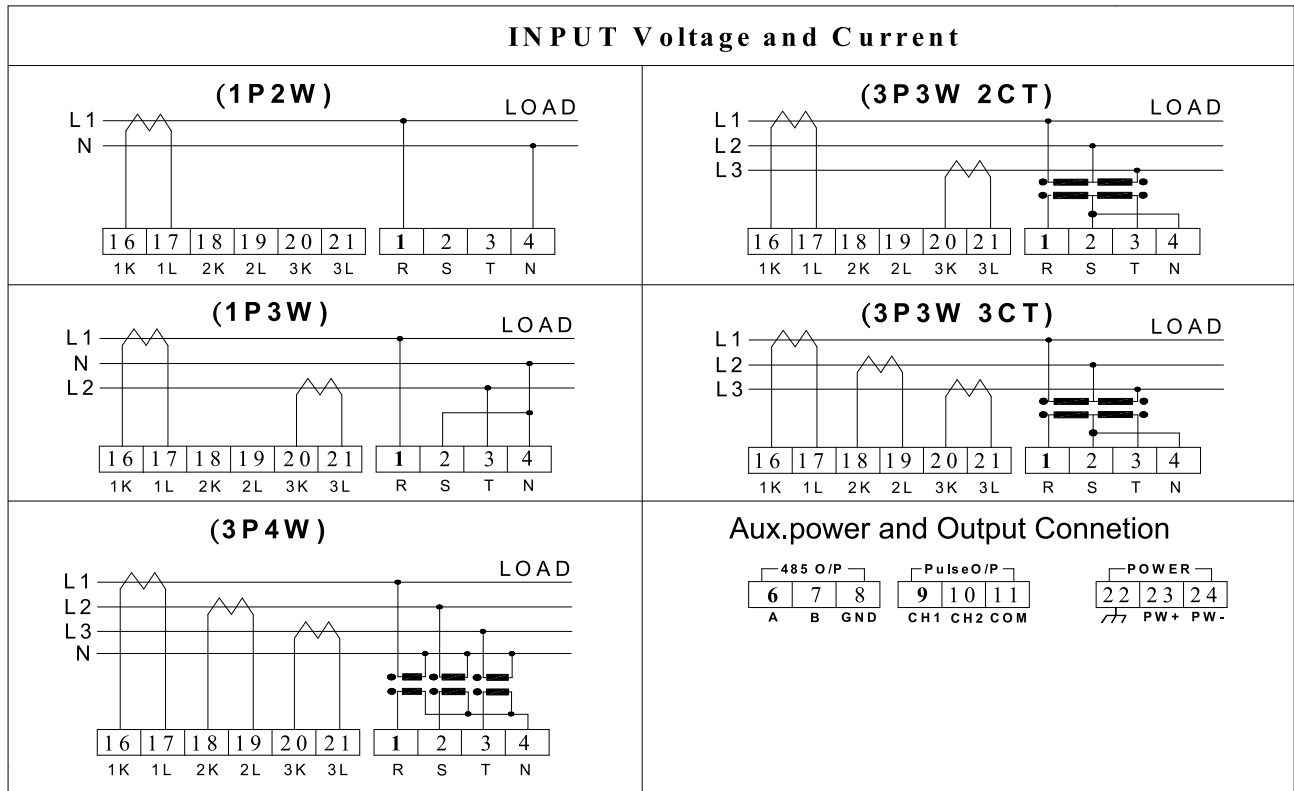 INPUT Voltage and Current
(1P2W)
LOAD
L1
N
16 17 18 19 20 21 1 2 3 4
1K 1L 2K 2L 3K 3L R S T N
(3P3W 2CT)
LOAD
L1
L2
L3
16 17 18 19 20 21 1 2 3 4
1K 1L 2K 2L 3K 3L R S T N
(1P3W)
LOAD
L1
N
L2
16 17 18 19 20 21 1 2 3 4
1K 1L 2K 2L 3K 3L R S T N
(3P3W 3CT)
LOAD
L1
L2
L3
16 17 18 19 20 21 1 2 3 4
1K 1L 2K 2L 3K 3L R S T N
(3P4W)
LOAD
L1
L2
L3
N
16 17 18 19 20 21 1 2 3 4
1K 1L 2K 2L 3K 3L R S T N
Aux.power and Output Connetion
485 O/P PulseO/P POWER
6 7 8 9 10 11 22 23 24
A B GND CH1 CH2 COM PW+ PW-